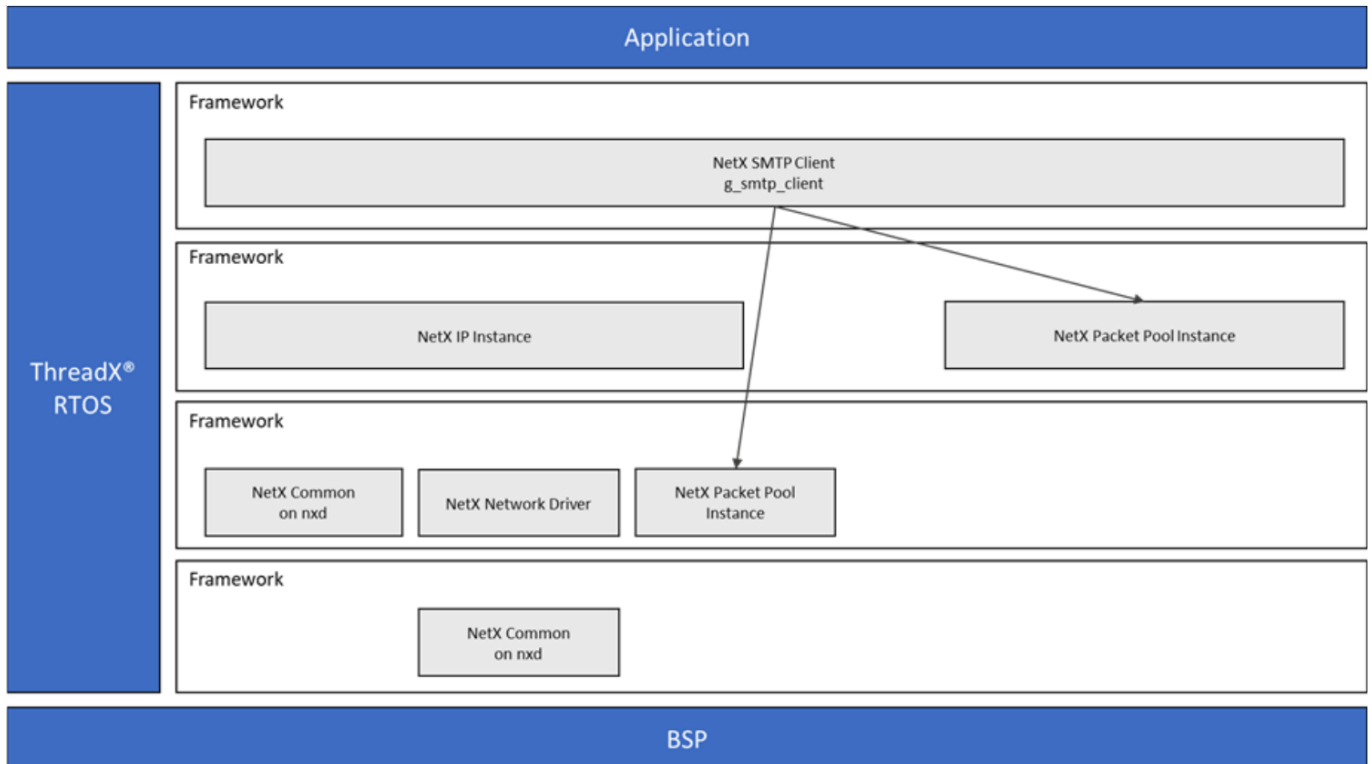 Application
Framework
NetX SMTP Client
g_smtp_client
Framework
NetX IP Instance
NetX Packet Pool Instance
ThreadX®
RTOS
Framework
NetX Common
on nxd
NetX Network Driver
NetX Packet Pool
Instance
Framework
NetX Common
on nxd
BSP